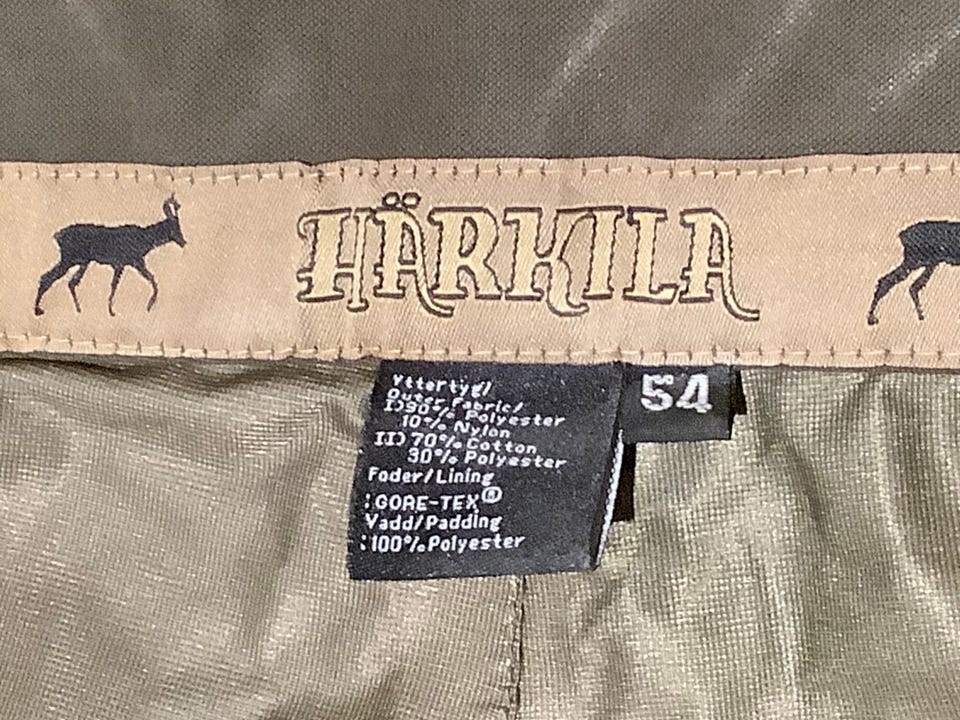 HÄRKILA
54
Yttertyg/
Outer Fabric/
I)90% Polyester
10% Nylon
II)70% Cotton
30% Polyester
Foder/Lining
:GORE-TEX®
Vadd/Padding
:100%Polyester